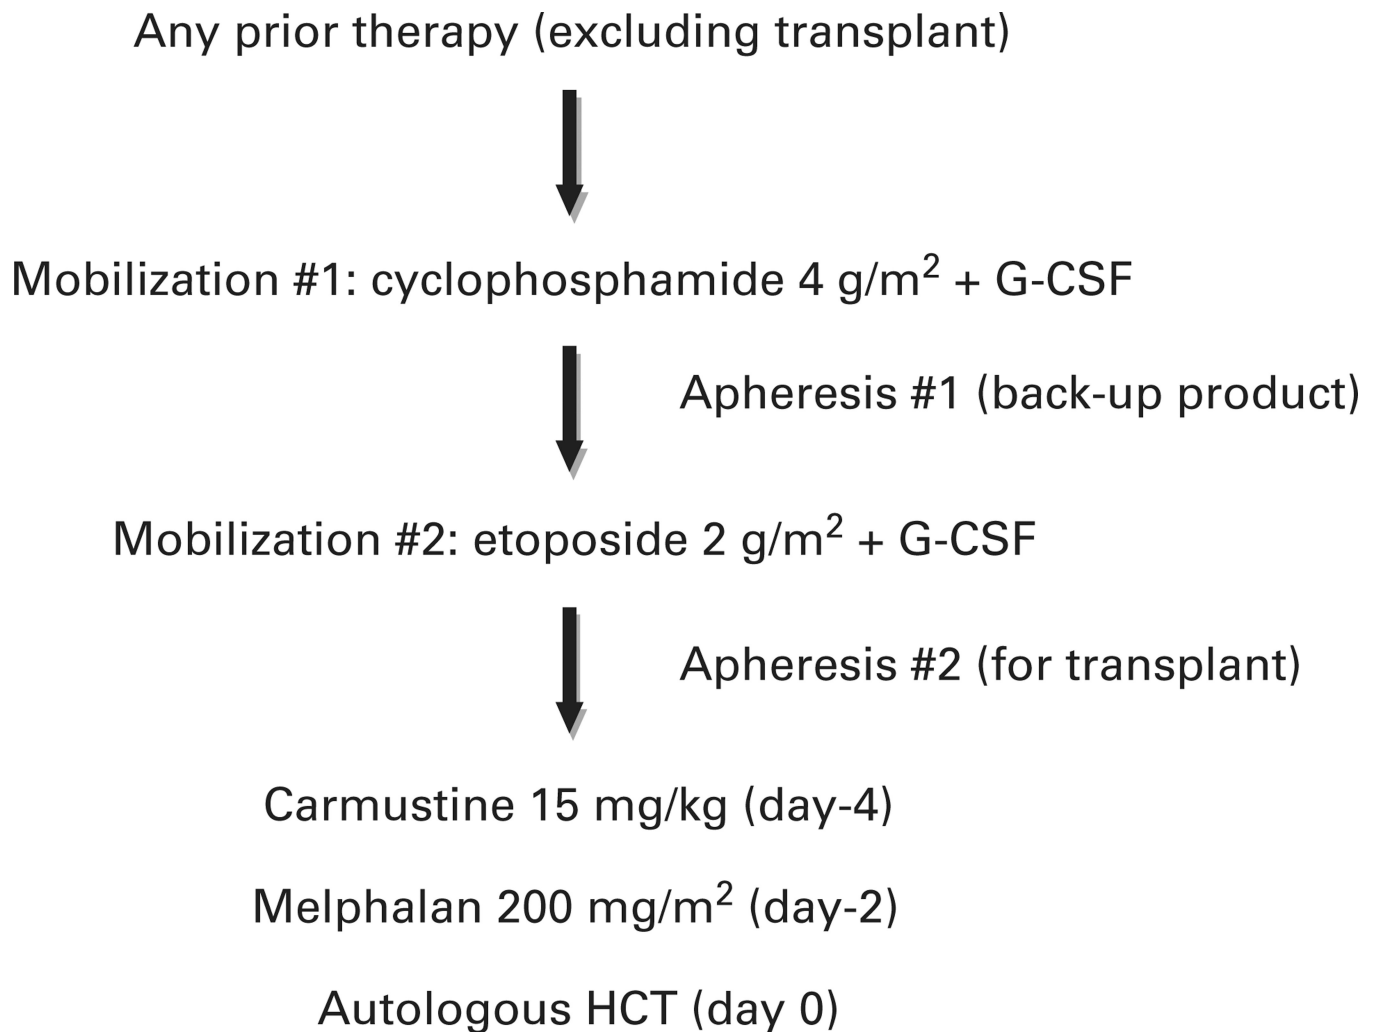 Any prior therapy (excluding transplant)
Mobilization #1: cyclophosphamide 4 g/m² + G-CSF
Apheresis #1 (back-up product)
Mobilization #2: etoposide 2 g/m² + G-CSF
Apheresis #2 (for transplant)
Carmustine 15 mg/kg (day-4)
Melphalan 200 mg/m² (day-2)
Autologous HCT (day 0)